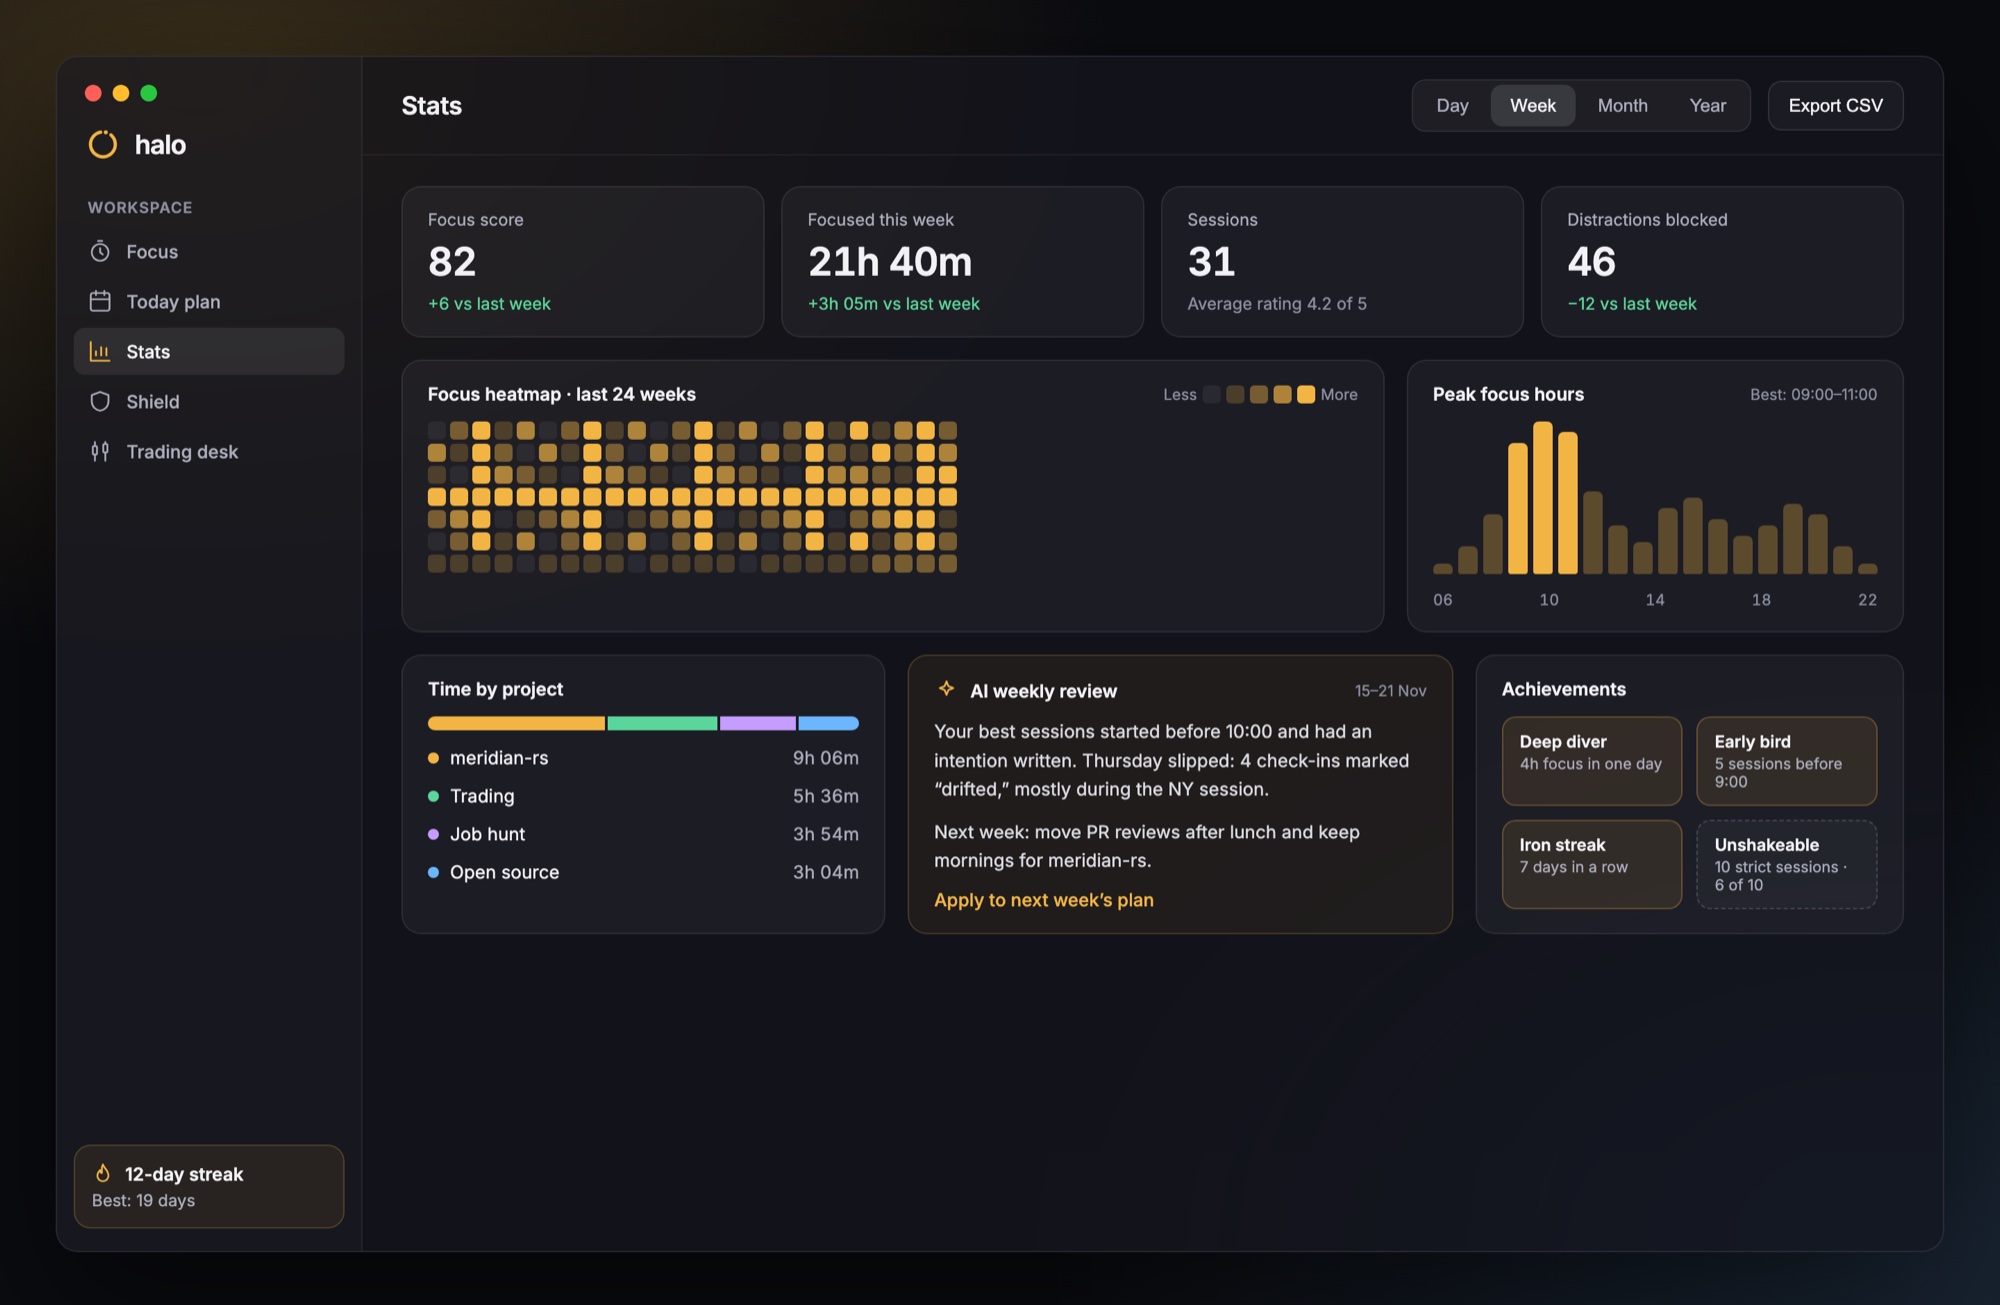 halo
WORKSPACE
Focus
Today plan
Stats
Shield
Trading desk
12-day streak
Best: 19 days
Stats
Day
Week
Month
Year
Export CSV
Focus score
82
+6 vs last week
Focused this week
21h 40m
+3h 05m vs last week
Sessions
31
Average rating 4.2 of 5
Distractions blocked
46
−12 vs last week
Focus heatmap · last 24 weeks
Less
More
Peak focus hours
Best: 09:00–11:00
06
10
14
18
22
Time by project
meridian-rs
9h 06m
Trading
5h 36m
Job hunt
3h 54m
Open source
3h 04m
AI weekly review
15–21 Nov
Your best sessions started before 10:00 and had an
intention written. Thursday slipped: 4 check-ins marked
“drifted,” mostly during the NY session.
Next week: move PR reviews after lunch and keep
mornings for meridian-rs.
Apply to next week’s plan
Achievements
Deep diver
4h focus in one day
Early bird
5 sessions before
9:00
Iron streak
7 days in a row
Unshakeable
10 strict sessions ·
6 of 10